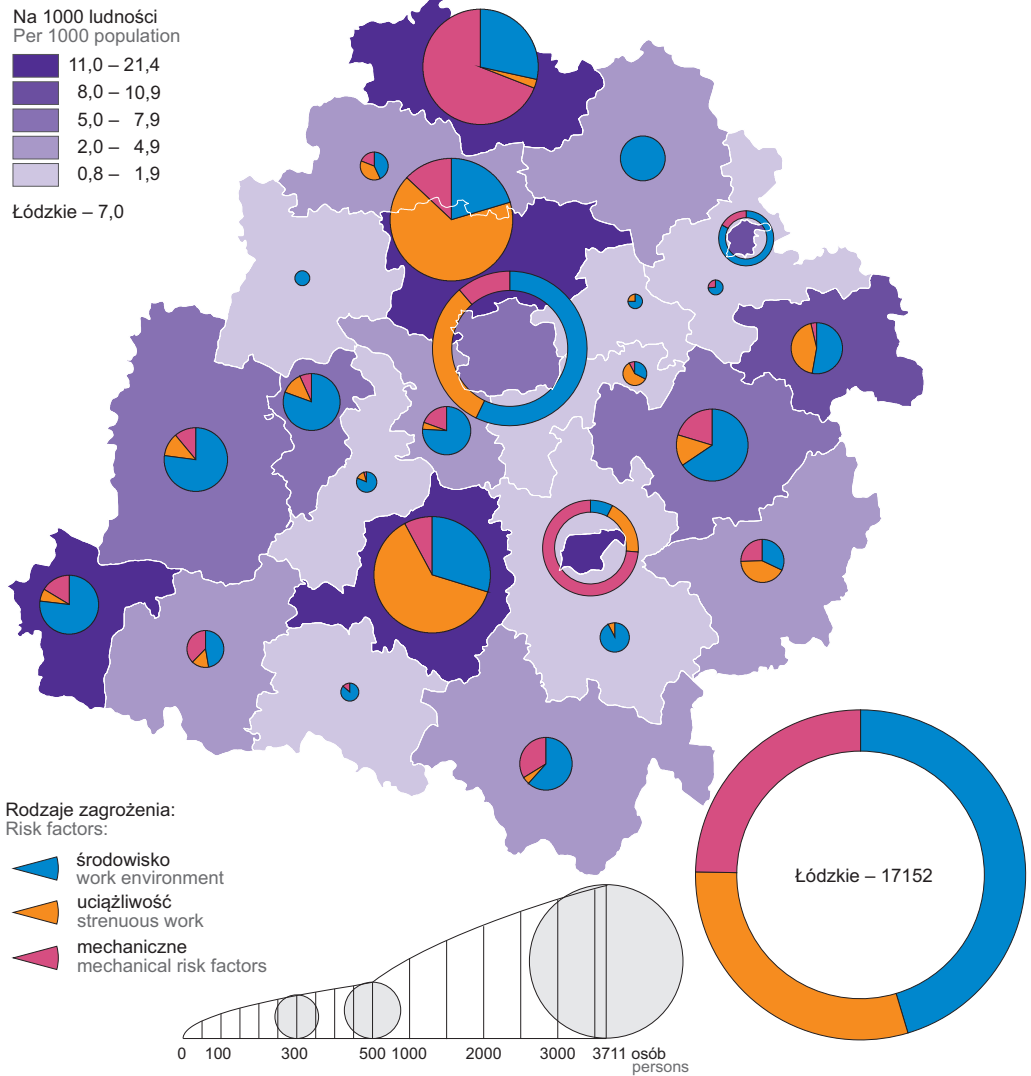 Na 1000 ludności
Per 1000 population
11,0 – 21,4
8,0 – 10,9
5,0 – 7,9
2,0 – 4,9
0,8 – 1,9
Łódzkie – 7,0
Rodzaje zagrożenia:
Risk factors:
środowisko
work environment
uciążliwość
strenuous work
mechaniczne
mechanical risk factors
Łódzkie – 17152
0 100 300 500 1000 2000 3000 3711 osób
persons